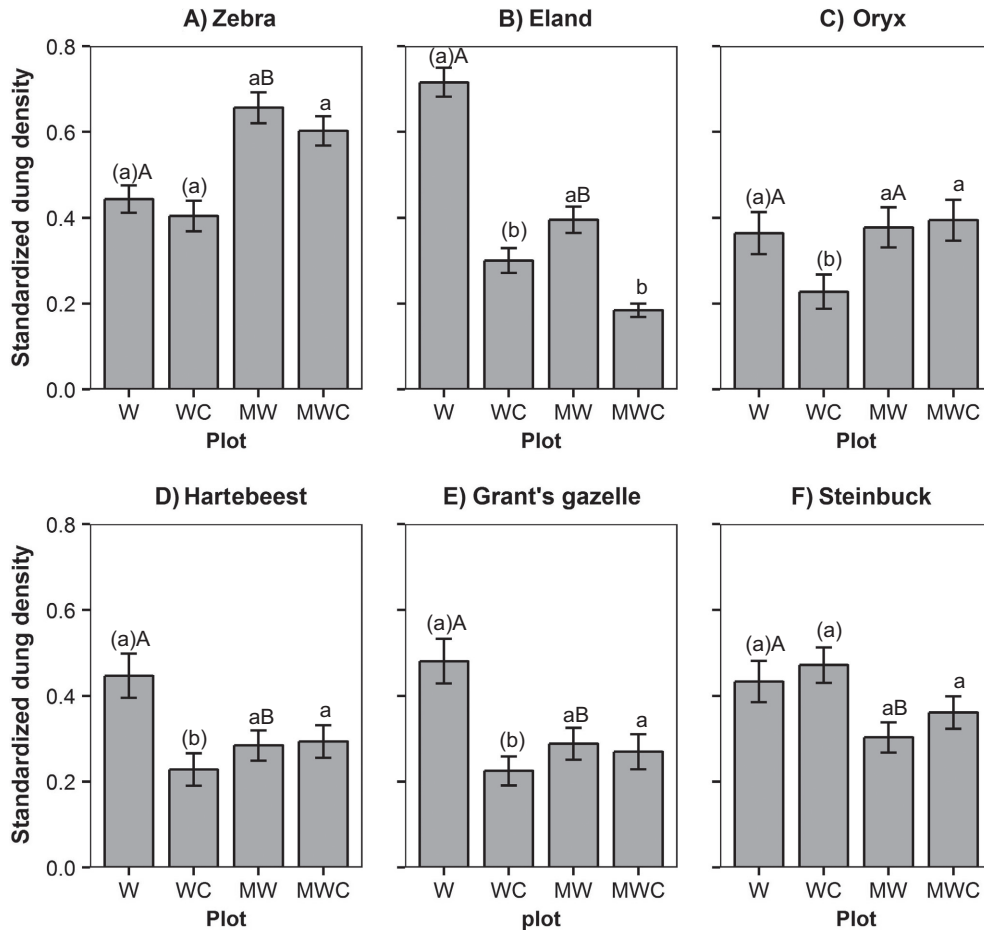 A) Zebra
B) Eland
C) Oryx
Standardized dung density
0.8
0.6
0.4
0.2
0.0
(a)A
(a)
aB
a
W
WC
MW
MWC
Plot
(a)A
(b)
aB
b
W
WC
MW
MWC
Plot
(a)A
(b)
aA
a
W
WC
MW
MWC
Plot
D) Hartebeest
E) Grant's gazelle
F) Steinbuck
Standardized dung density
0.8
0.6
0.4
0.2
0.0
(a)A
(b)
aB
a
W
WC
MW
MWC
Plot
(a)A
(b)
aB
a
W
WC
MW
MWC
plot
(a)A
(a)
aB
a
W
WC
MW
MWC
Plot